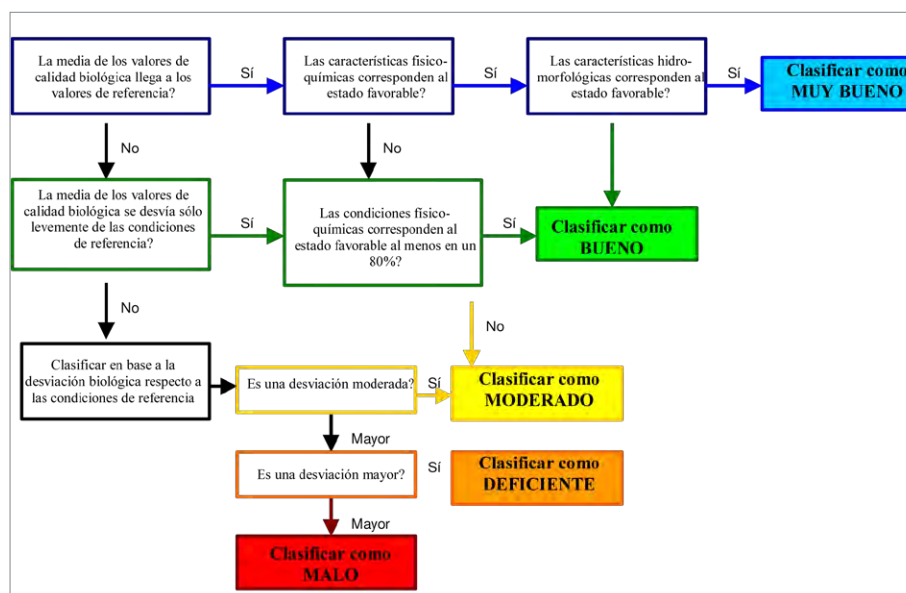 La media de los valores de
calidad biológica llega a los
valores de referencia?
Sí
Las características fisico-
químicas corresponden al
estado favorable?
Sí
Las características hidro-
morfológicas corresponden al
estado favorable?
Sí
Clasificar como
MUY BUENO
No
No
La media de los valores de
calidad biológica se desvía sólo
levemente de las condiciones
de referencia?
Sí
Las condiciones físico-
químicas corresponden al
estado favorable al menos en un
80%?
Sí
Clasificar como
BUENO
No
No
Clasificar en base a la
desviación biológica respecto a
las condiciones de referencia
Es una desviación moderada?
Sí
Clasificar como
MODERADO
Mayor
Es una desviación mayor?
Sí
Clasificar como
DEFICIENTE
Mayor
Clasificar como
MALO